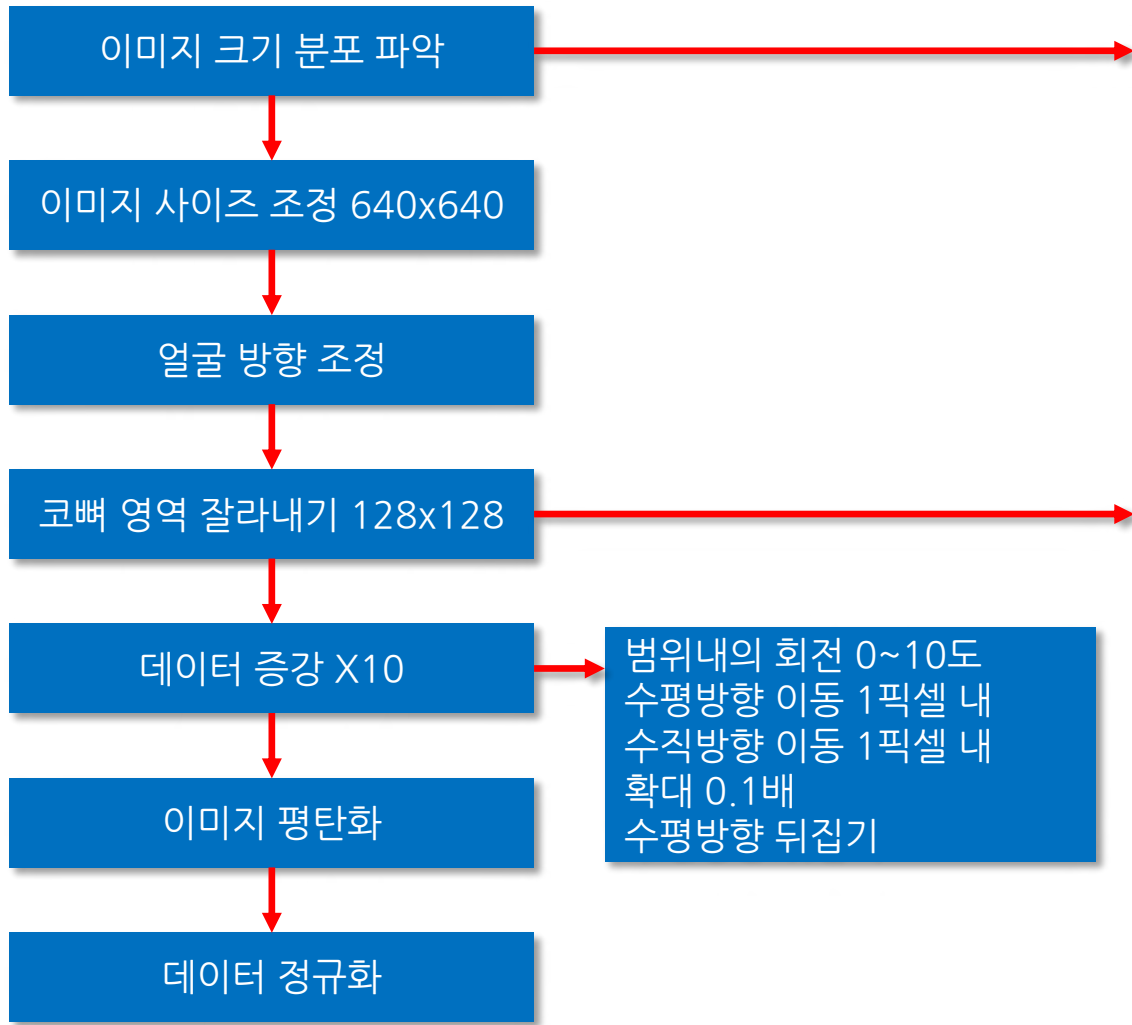 이미지 크기 분포 파악
이미지 사이즈 조정 640x640
얼굴 방향 조정
코뼈 영역 잘라내기 128x128
데이터 증강 X10
범위내의 회전 0~10도
수평방향 이동 1픽셀 내
수직방향 이동 1픽셀 내
확대 0.1배
수평방향 뒤집기
이미지 평탄화
데이터 정규화